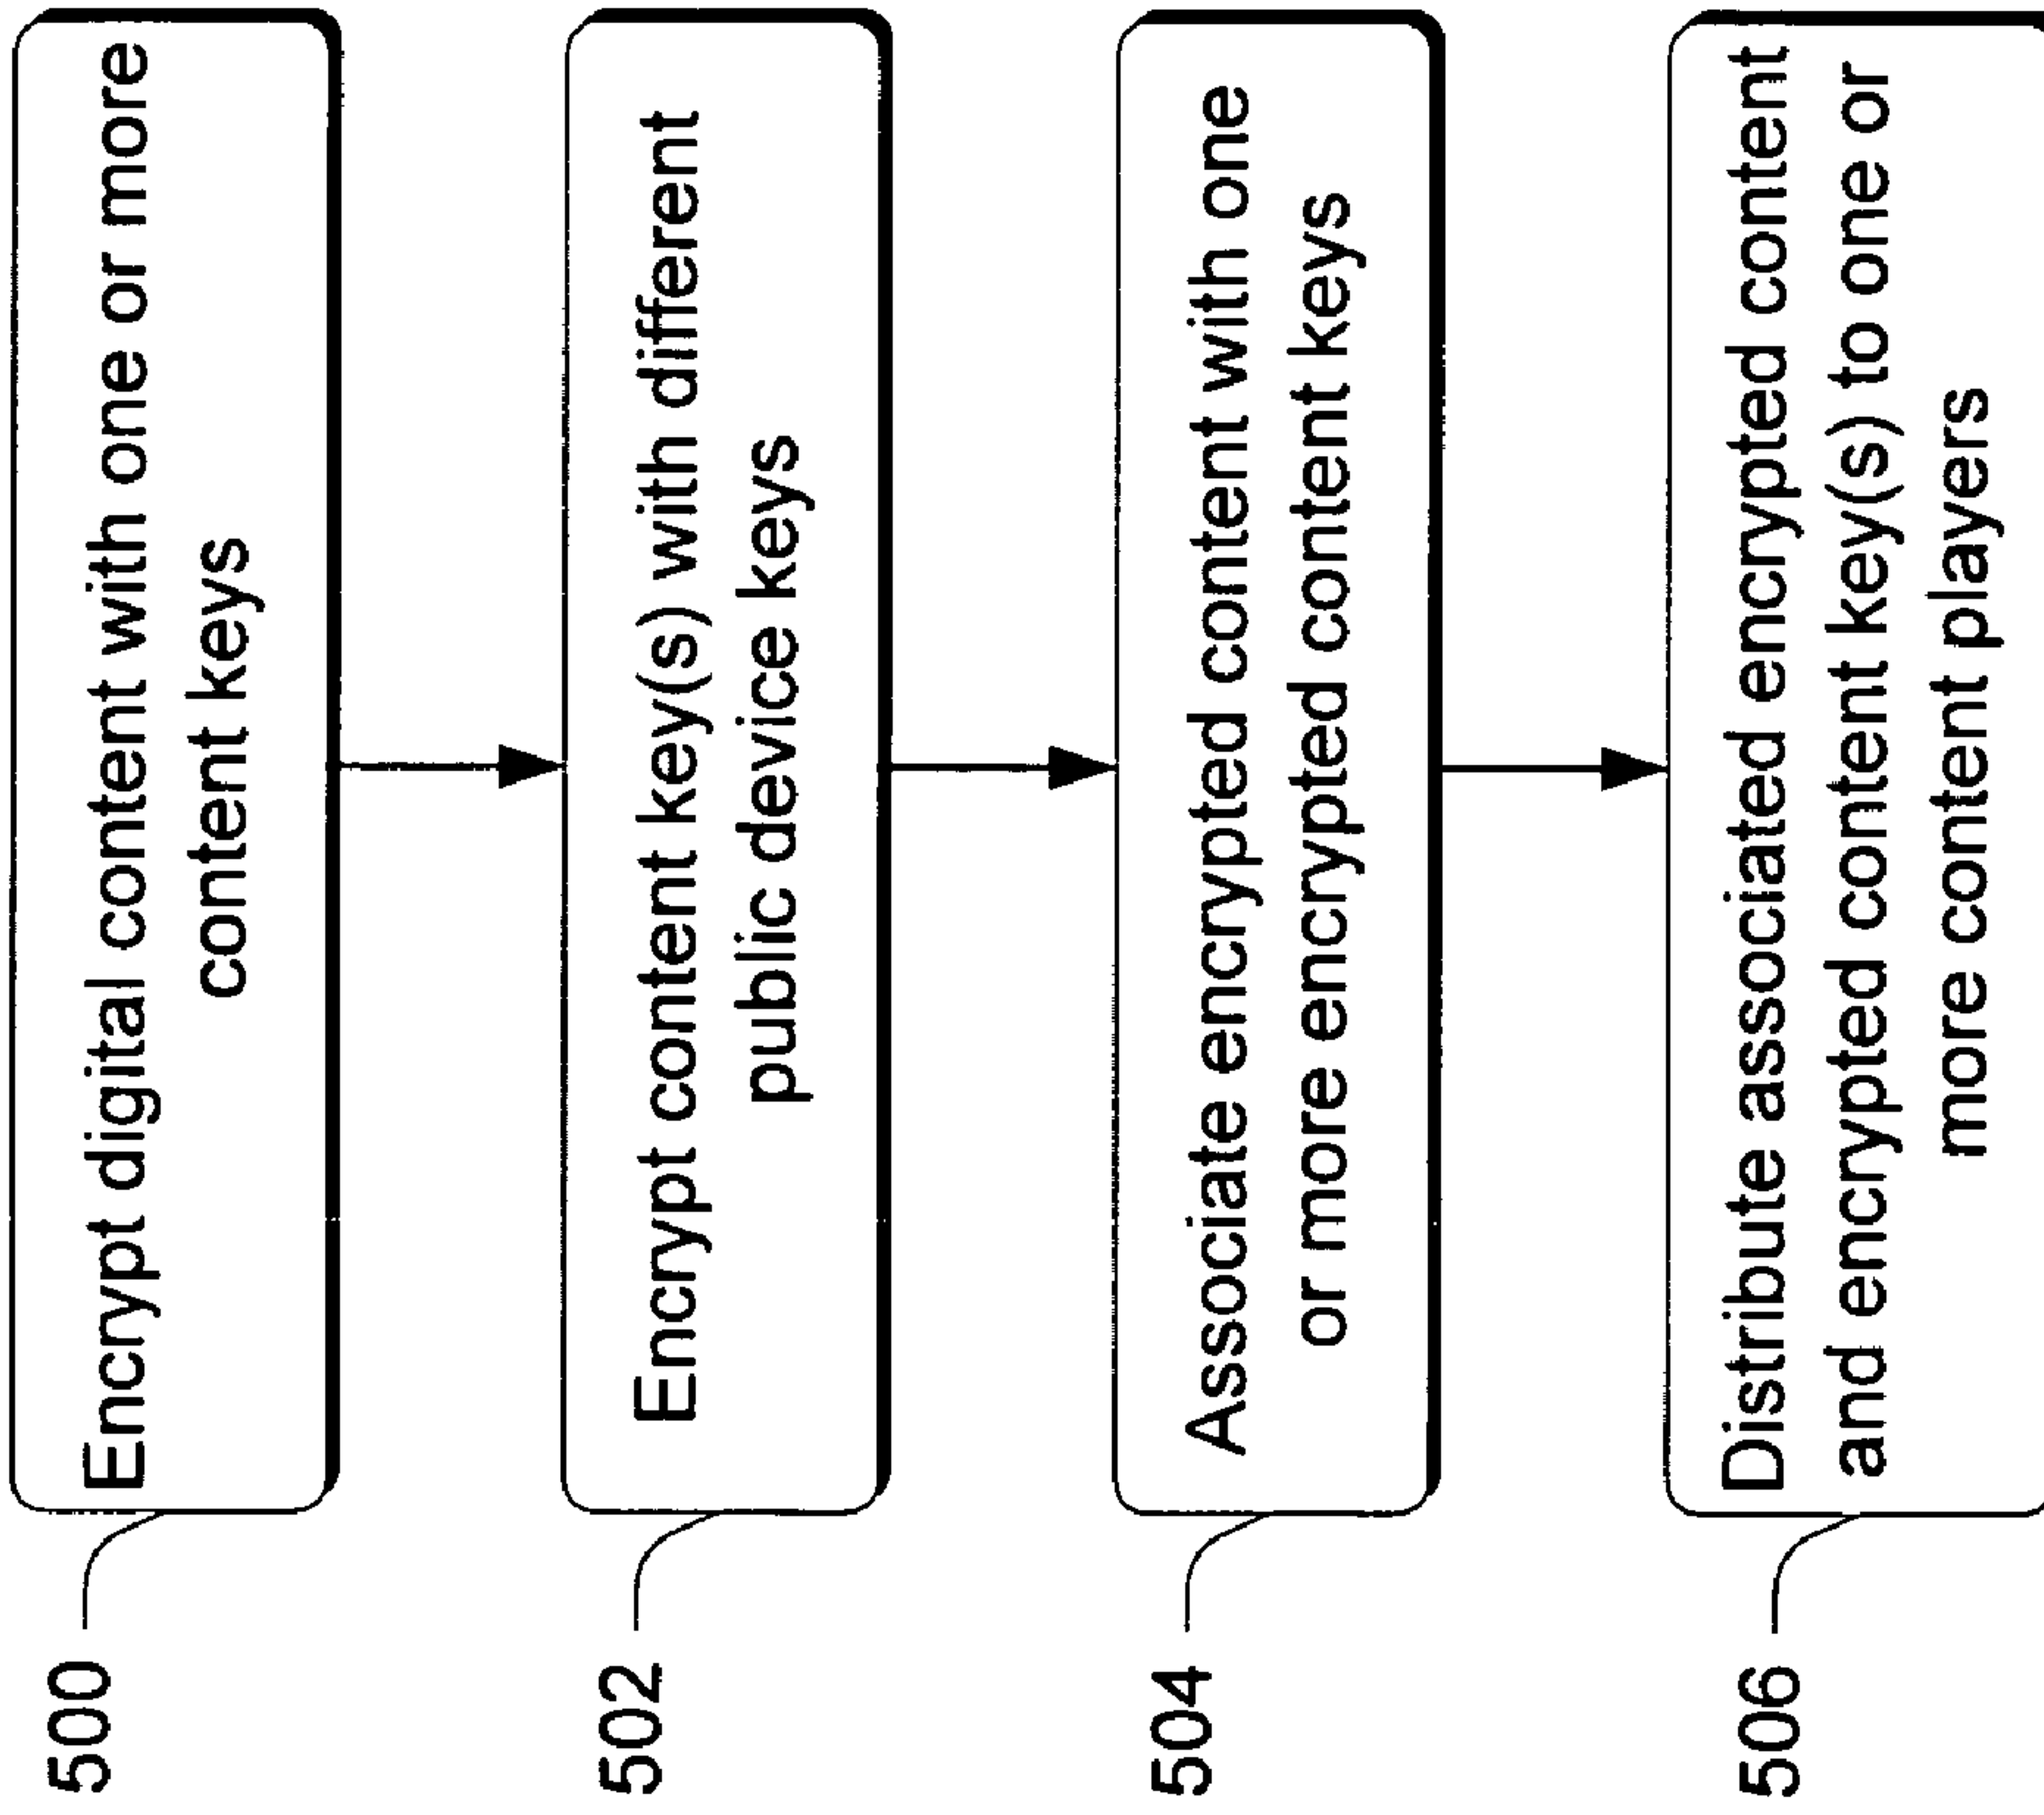 500
Encrypt digital content with one or more
content keys
502
Encrypt content key(s) with different
public device keys
504
Associate encrypted content with one
or more encrypted content keys
506
Distribute associated encrypted content
and encrypted content key(s) to one or
more content players